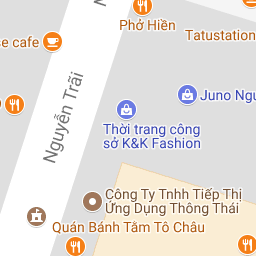 Phở Hiền
Tatustation
se cafe
Juno Ngu
Nguyễn Trãi
Thời trang công
sở K&K Fashion
Công Ty Tnhh Tiếp Thị
Ứng Dụng Thông Thái
Quán Bánh Tằm Tô Châu